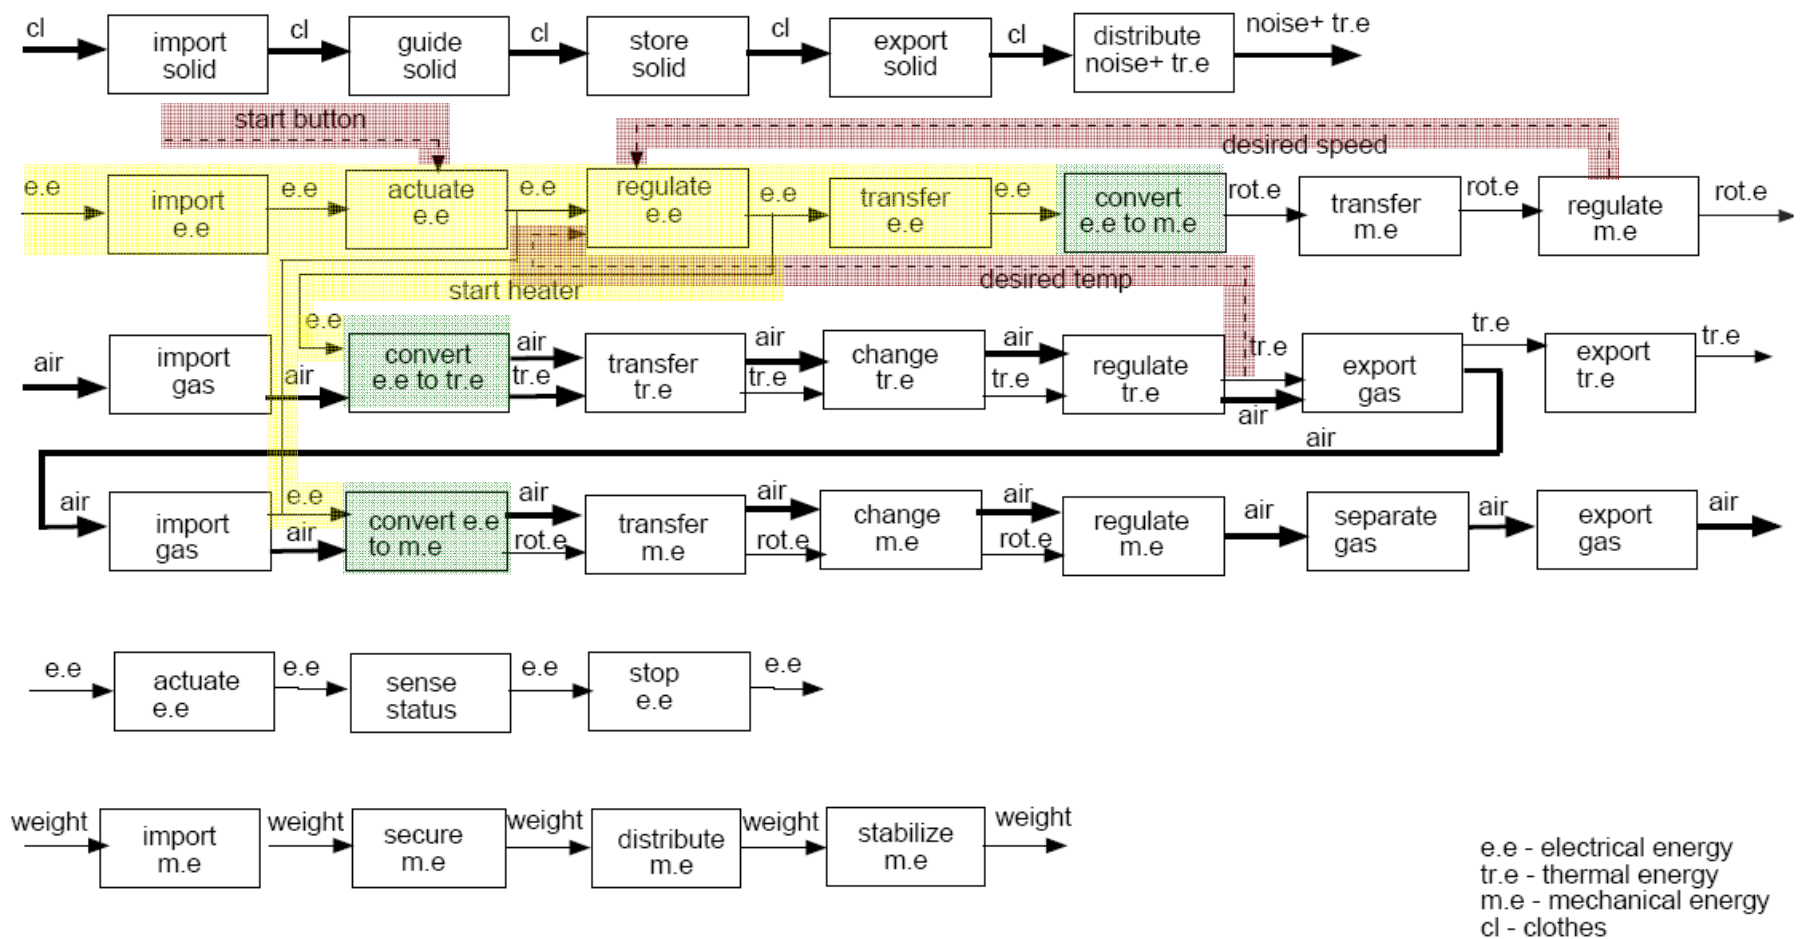 cl
import
solid
cl
guide
solid
cl
store
solid
cl
export
solid
cl
distribute
noise+ tr.e
noise+ tr.e
start button
desired speed
e.e
import
e.e
e.e
actuate
e.e
e.e
regulate
e.e
e.e
transfer
e.e
e.e
convert
e.e to m.e
rot.e
transfer
m.e
rot.e
regulate
m.e
rot.e
start heater
desired temp
air
import
gas
air
e.e
convert
e.e to tr.e
air
tr.e
transfer
tr.e
air
tr.e
change
tr.e
air
tr.e
regulate
tr.e
tr.e
air
export
gas
tr.e
export
tr.e
tr.e
air
air
import
gas
e.e
air
convert e.e
to m.e
air
rot.e
transfer
m.e
air
rot.e
change
m.e
air
rot.e
regulate
m.e
air
separate
gas
air
export
gas
air
e.e
actuate
e.e
e.e
sense
status
e.e
stop
e.e
e.e
weight
import
m.e
weight
secure
m.e
weight
distribute
m.e
weight
stabilize
m.e
weight
e.e - electrical energy
tr.e - thermal energy
m.e - mechanical energy
cl - clothes